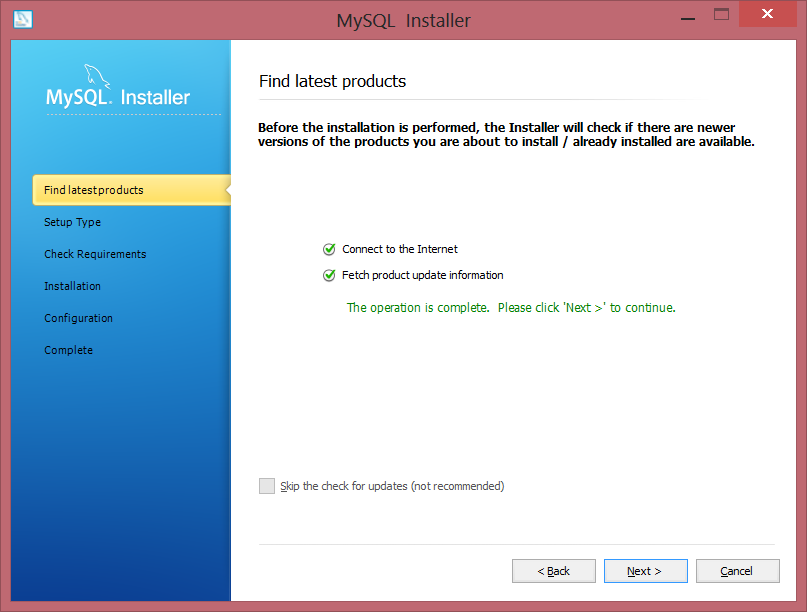 MySQL Installer
MySQL. Installer
Find latest products
Setup Type
Check Requirements
Installation
Configuration
Complete
Find latest products
Before the installation is performed, the Installer will check if there are newer
versions of the products you are about to install / already installed are available.
Connect to the Internet
Fetch product update information
The operation is complete. Please click 'Next >' to continue.
Skip the check for updates (not recommended)
< Back
Next >
Cancel